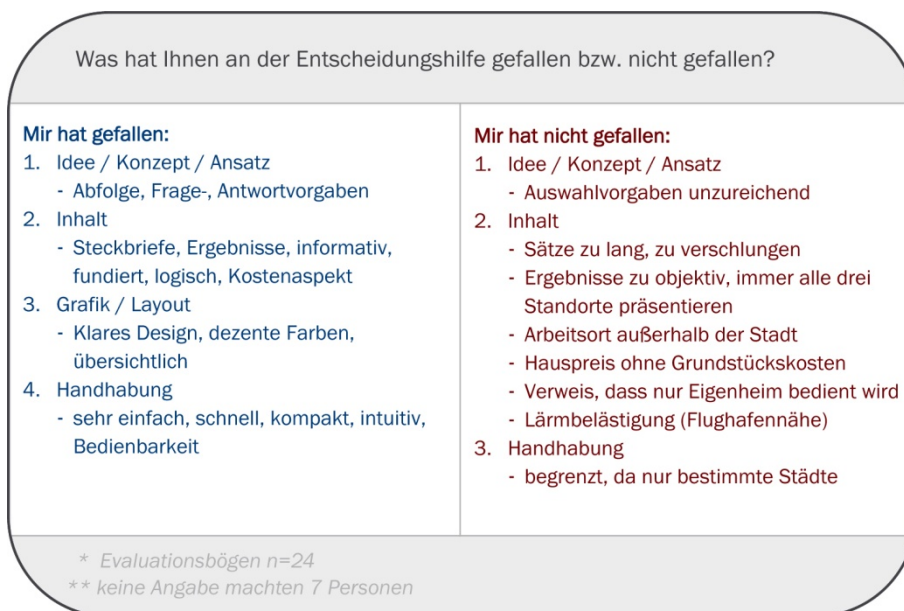 Was hat Ihnen an der Entscheidungshilfe gefallen bzw. nicht gefallen?
Mir hat gefallen:
1. Idee / Konzept / Ansatz
- Abfolge, Frage-, Antwortvorgaben
2. Inhalt
- Steckbriefe, Ergebnisse, informativ,
fundiert, logisch, Kostenaspekt
3. Grafik / Layout
- Klares Design, dezente Farben,
übersichtlich
4. Handhabung
- sehr einfach, schnell, kompakt, intuitiv,
Bedienbarkeit
Mir hat nicht gefallen:
1. Idee / Konzept / Ansatz
- Auswahlvorgaben unzureichend
2. Inhalt
- Sätze zu lang, zu verschlungen
- Ergebnisse zu objektiv, immer alle drei
Standorte präsentieren
- Arbeitsort außerhalb der Stadt
- Hauspreis ohne Grundstückskosten
- Verweis, dass nur Eigenheim bedient wird
- Lärmbelästigung (Flughafennähe)
3. Handhabung
- begrenzt, da nur bestimmte Städte
* Evaluationsbögen n=24
** keine Angabe machten 7 Personen